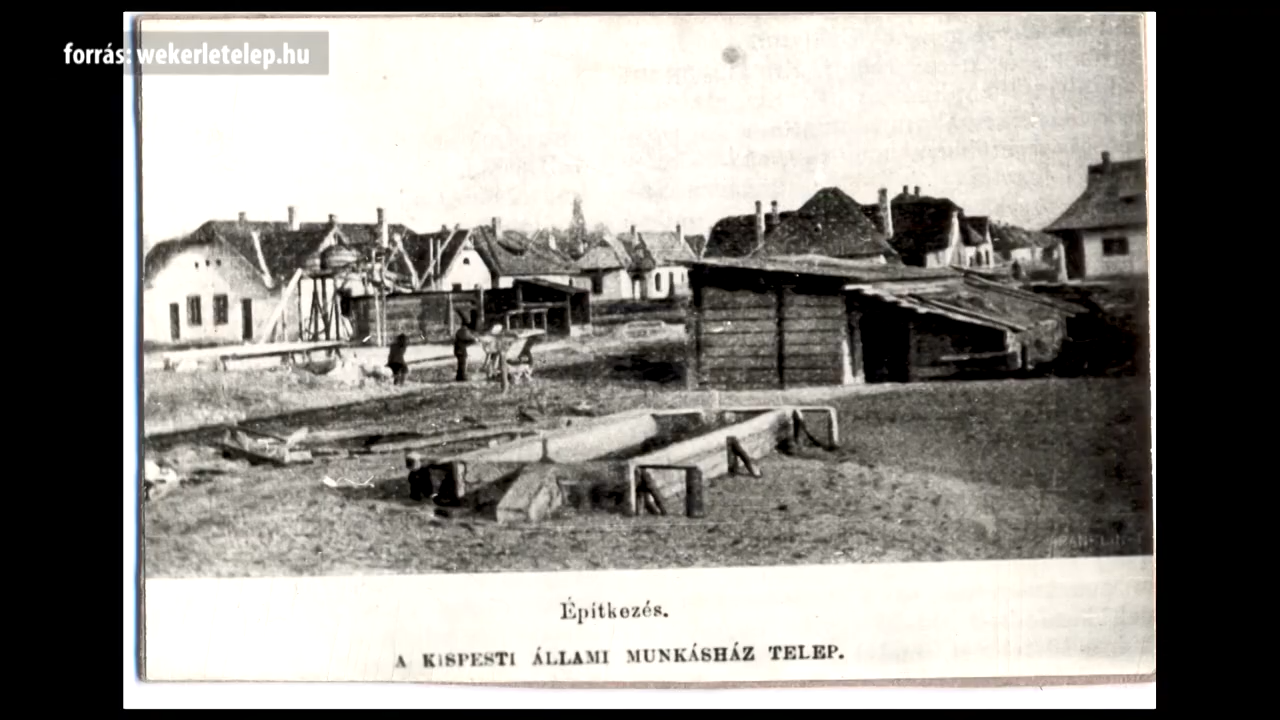 forrás: wekerletelep.hu
Építkezés.
A KISPESTI ÁLLAMI MUNKÁSHÁZ TELEP.